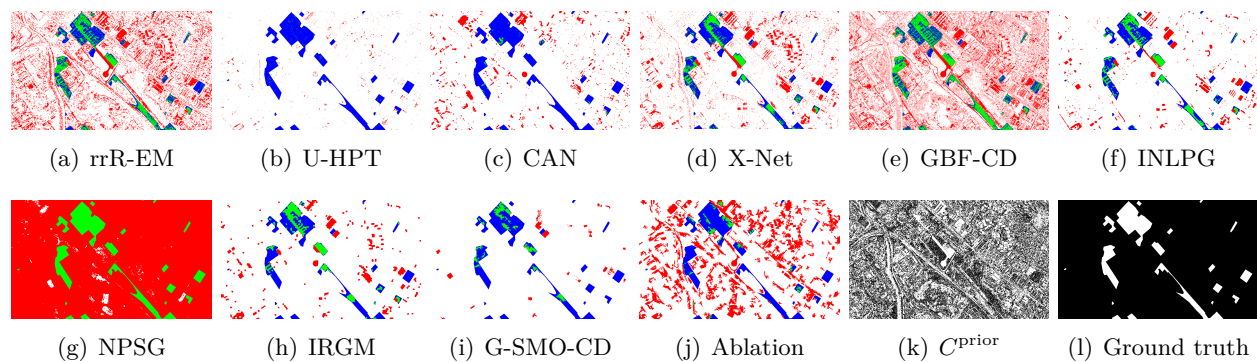 (a) rrR-EM (b) U-HPT (c) CAN (d) X-Net (e) GBF-CD (f) INLPG
(g) NPSG (h) IRGM (i) G-SMO-CD (j) Ablation (k) C^prior (l) Ground truth